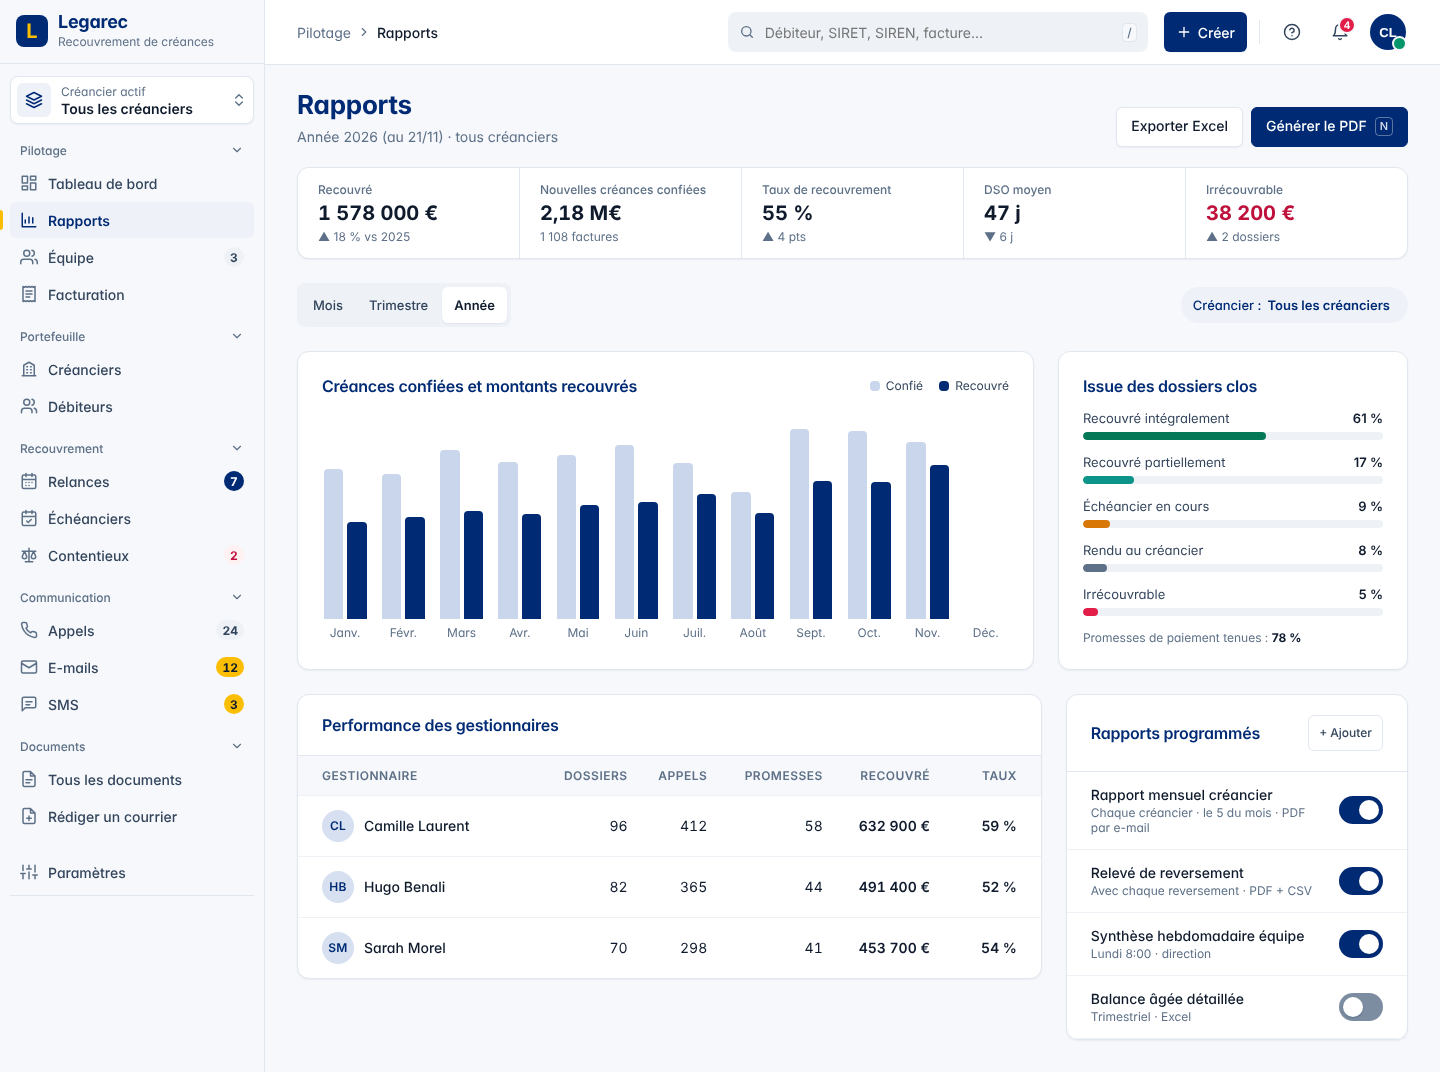 L
Legarec
Recouvrement de créances
Créancier actif
Tous les créanciers
Pilotage
Tableau de bord
Rapports
Équipe 3
Facturation
Portefeuille
Créanciers
Débiteurs
Recouvrement
Relances 7
Échéanciers
Contentieux 2
Communication
Appels 24
E-mails 12
SMS 3
Documents
Tous les documents
Rédiger un courrier
Paramètres
Pilotage > Rapports
Débiteur, SIRET, SIREN, facture... /
+ Créer
4
CL
Rapports
Année 2026 (au 21/11) · tous créanciers
Exporter Excel
Générer le PDF N
Recouvré
1 578 000 €
▲ 18 % vs 2025
Nouvelles créances confiées
2,18 M€
1 108 factures
Taux de recouvrement
55 %
▲ 4 pts
DSO moyen
47 j
▼ 6 j
Irrécouvrable
38 200 €
▲ 2 dossiers
Mois Trimestre Année
Créancier : Tous les créanciers
Créances confiées et montants recouvrés
Confié Recouvré
Janv. Févr. Mars Avr. Mai Juin Juil. Août Sept. Oct. Nov. Déc.
Issue des dossiers clos
Recouvré intégralement 61 %
Recouvré partiellement 17 %
Échéancier en cours 9 %
Rendu au créancier 8 %
Irrécouvrable 5 %
Promesses de paiement tenues : 78 %
Performance des gestionnaires
GESTIONNAIRE DOSSIERS APPELS PROMESSES RECOUVRÉ TAUX
CL Camille Laurent 96 412 58 632 900 € 59 %
HB Hugo Benali 82 365 44 491 400 € 52 %
SM Sarah Morel 70 298 41 453 700 € 54 %
Rapports programmés
+ Ajouter
Rapport mensuel créancier
Chaque créancier · le 5 du mois · PDF
par e-mail
Relevé de reversement
Avec chaque reversement · PDF + CSV
Synthèse hebdomadaire équipe
Lundi 8:00 · direction
Balance âgée détaillée
Trimestriel · Excel